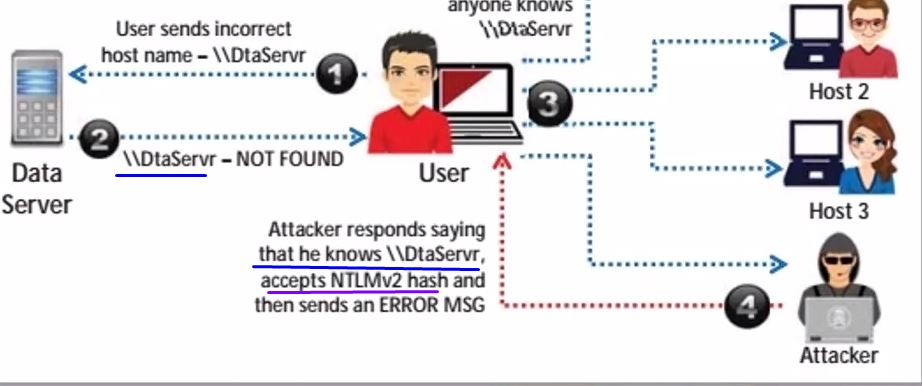 anyone knows
\\DtaServr
User sends incorrect
host name – \\DtaServr
1
2
\\DtaServr – NOT FOUND
Data
Server
User
3
Host 2
Host 3
Attacker responds saying
that he knows \\DtaServr,
accepts NTLMv2 hash and
then sends an ERROR MSG
4
Attacker